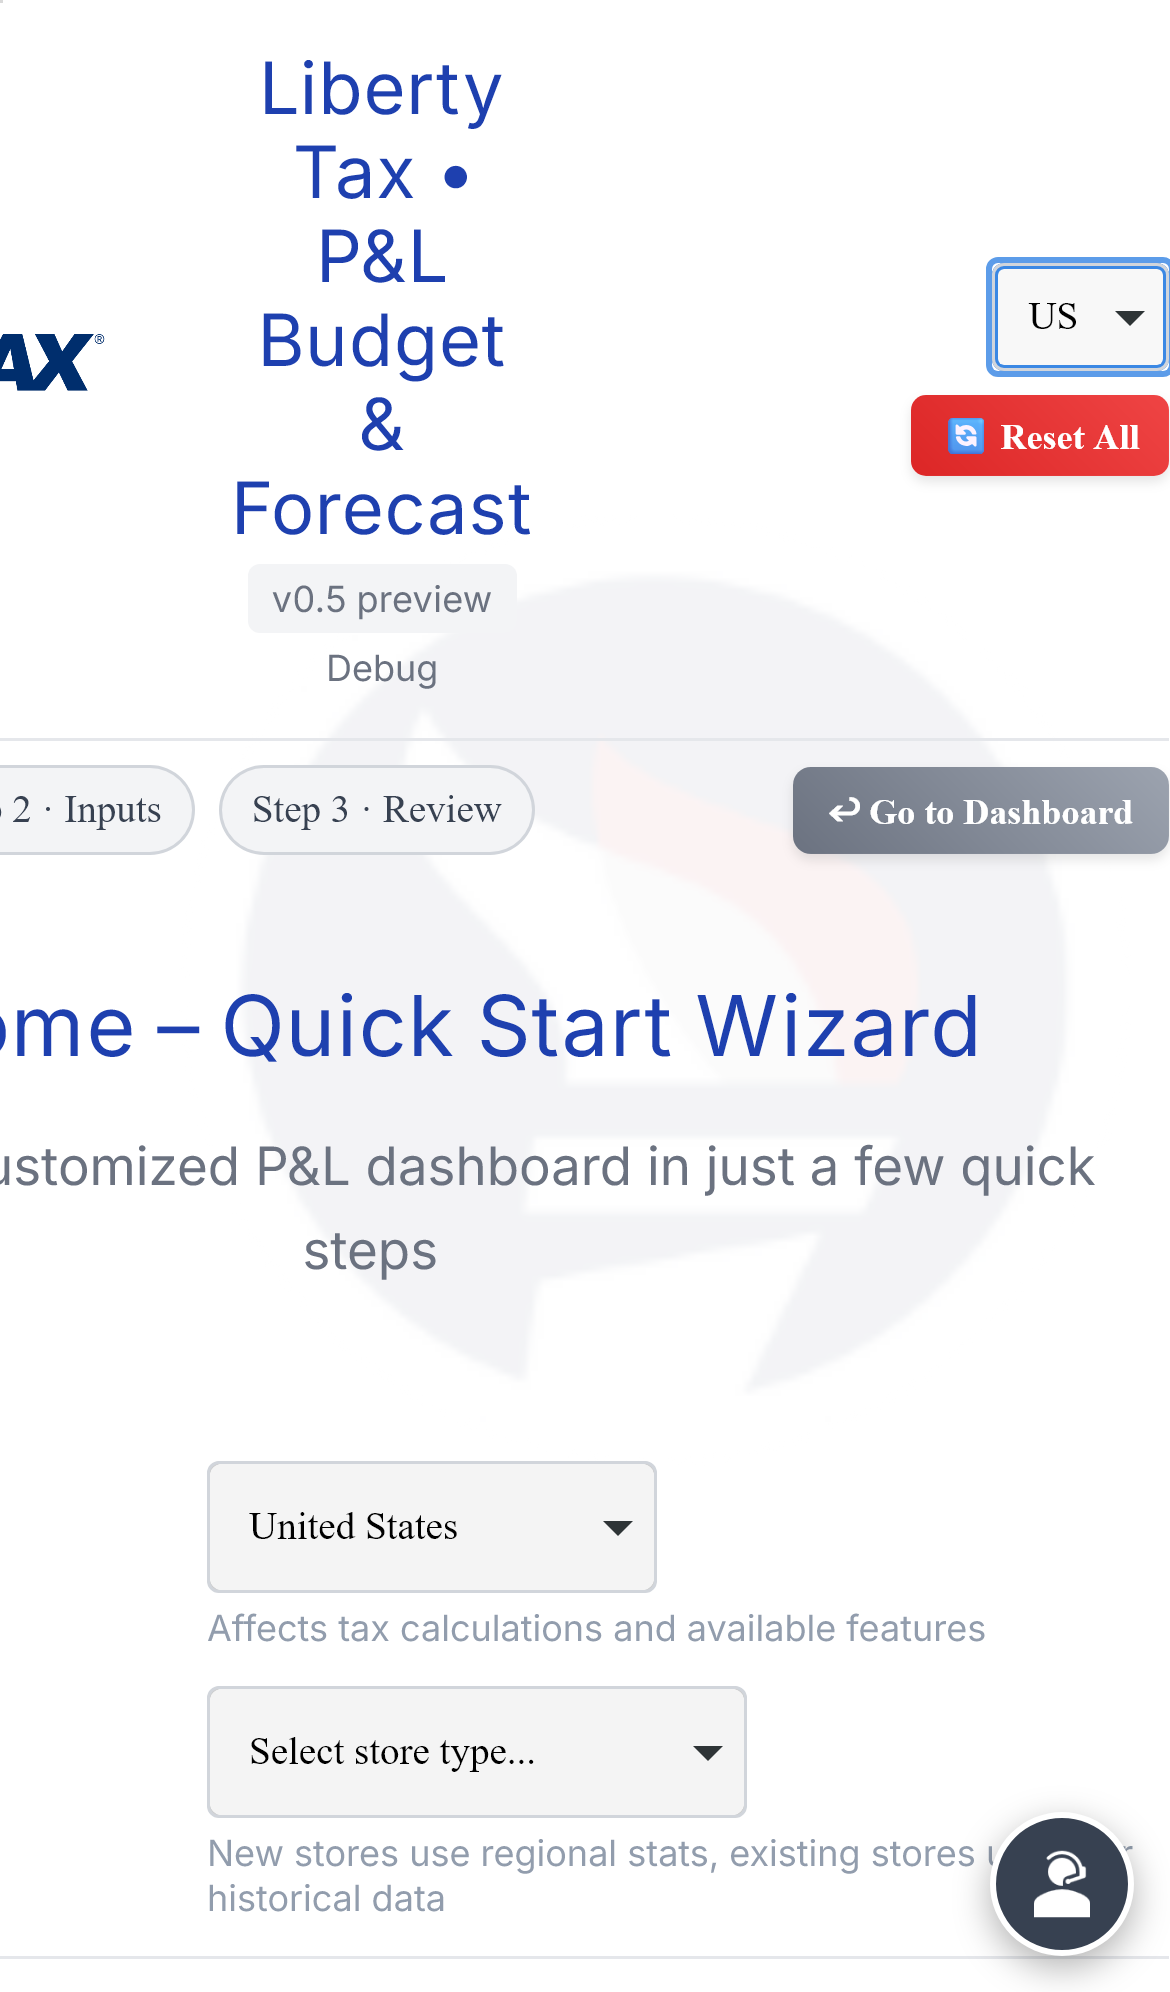 Liberty
Tax •
P&L
Budget
&
Forecast
AX®
US
🔄 Reset All
v0.5 preview
Debug
2 · Inputs
Step 3 · Review
↩ Go to Dashboard
ome – Quick Start Wizard
ustomized P&L dashboard in just a few quick
steps
United States
Affects tax calculations and available features
Select store type...
New stores use regional stats, existing stores
historical data